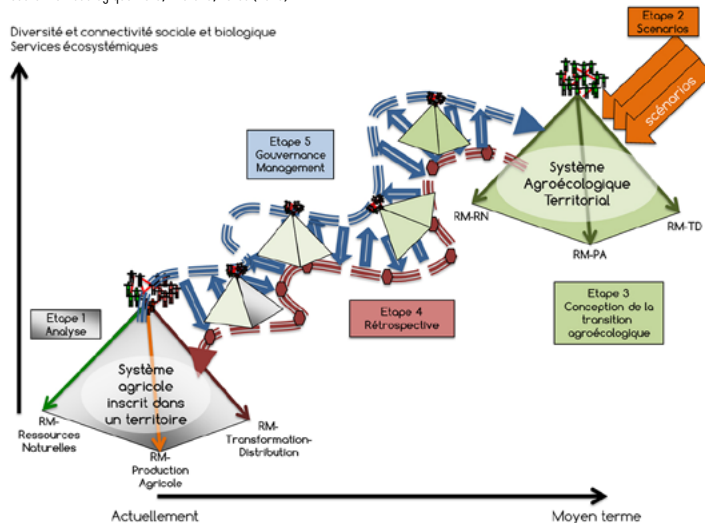 Diversité et connectivité sociale et biologique
Services écosystémiques
Etape 2
Scenarios
scénarios
Etape 5
Gouvernance
Management
Système
Agroécologique
Territorial
RM-RN
RM-TD
RM-PA
Etape 1
Analyse
Etape 4
Rétrospective
Etape 3
Conception de la
transition
agroécologique
Système
agricole
inscrit dans
un territoire
RM-
Ressources
Naturelles
RM-
Transformation-
Distribution
RM-
Production
Agricole
Actuellement
Moyen terme